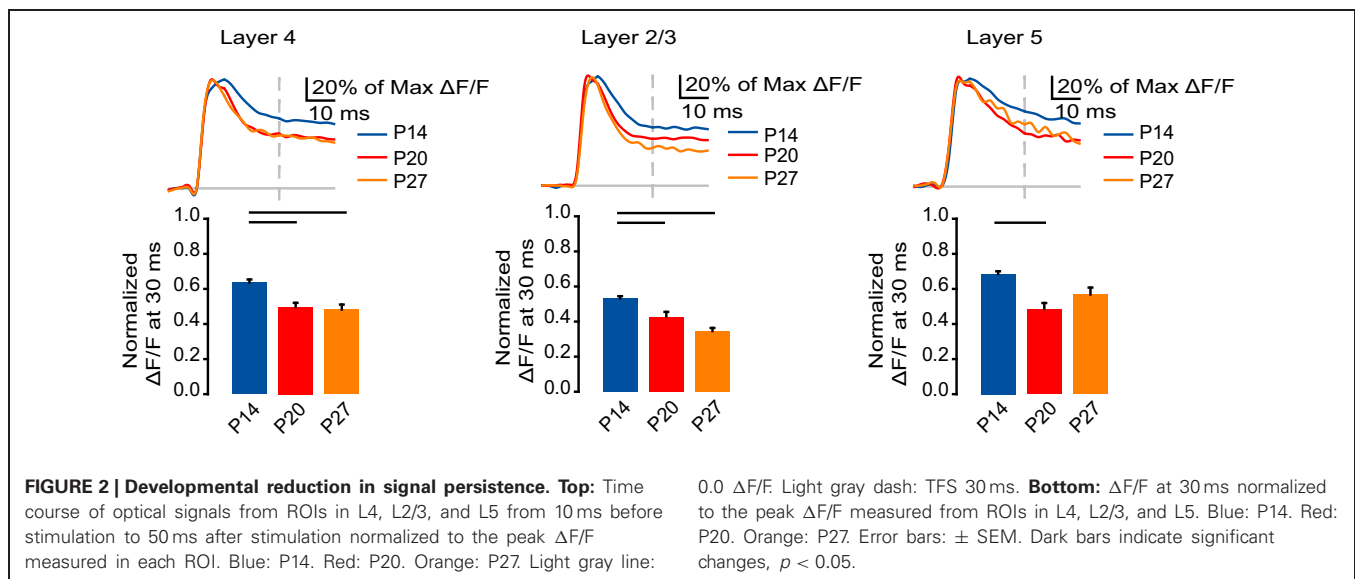 Layer 4
20% of Max ΔF/F
10 ms
P14
P20
P27
1.0
0.8
0.6
0.4
0.2
0.0
Normalized
ΔF/F at 30 ms
P14
P20
P27
Layer 2/3
20% of Max ΔF/F
10 ms
P14
P20
P27
1.0
0.8
0.6
0.4
0.2
0.0
Normalized
ΔF/F at 30 ms
P14
P20
P27
Layer 5
20% of Max ΔF/F
10 ms
P14
P20
P27
1.0
0.8
0.6
0.4
0.2
0.0
Normalized
ΔF/F at 30 ms
P14
P20
P27
FIGURE 2 | Developmental reduction in signal persistence. Top: Time
course of optical signals from ROIs in L4, L2/3, and L5 from 10 ms before
stimulation to 50 ms after stimulation normalized to the peak ΔF/F
measured in each ROI. Blue: P14. Red: P20. Orange: P27. Light gray line:
0.0 ΔF/F. Light gray dash: TFS 30 ms. Bottom: ΔF/F at 30 ms normalized
to the peak ΔF/F measured from ROIs in L4, L2/3, and L5. Blue: P14. Red:
P20. Orange: P27. Error bars: ± SEM. Dark bars indicate significant
changes, p < 0.05.